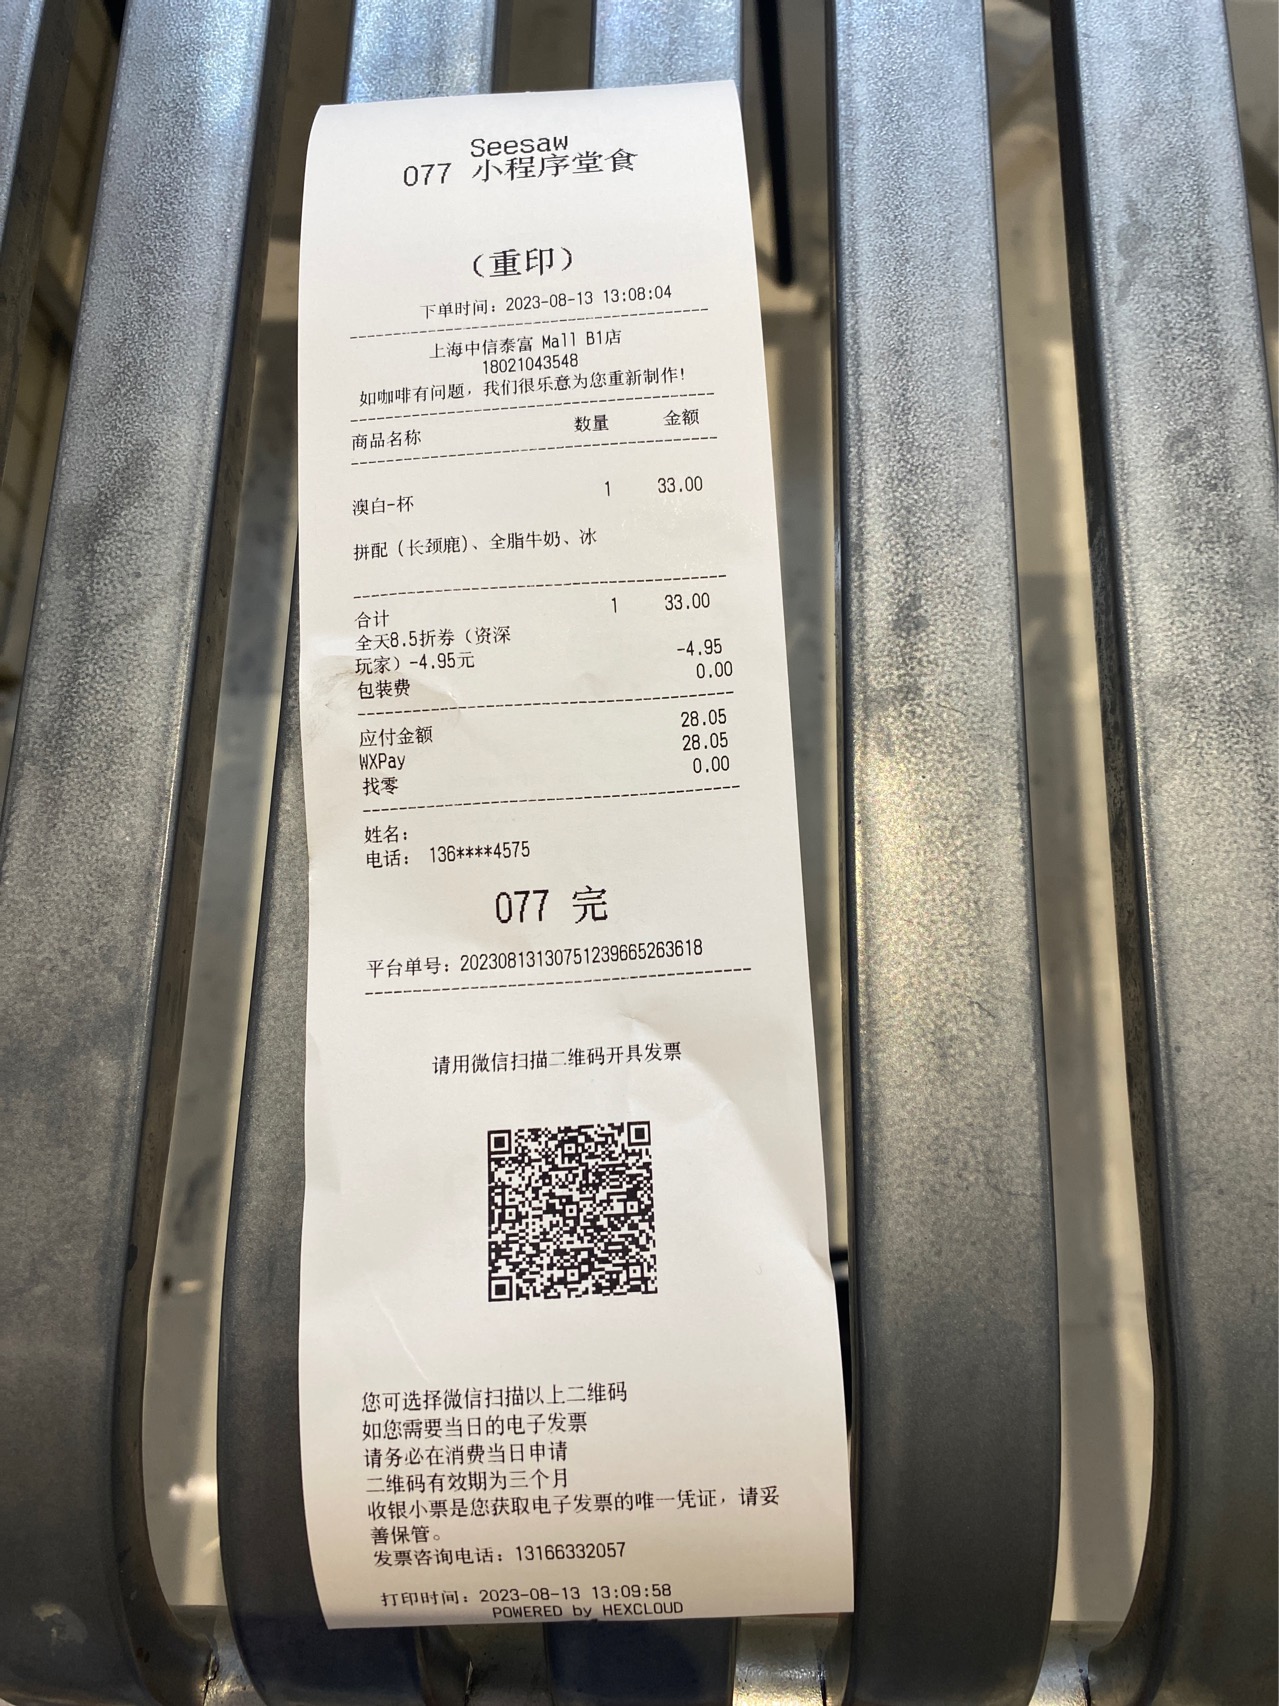 Seesaw
077 小程序堂食
（重印）
下单时间：2023-08-13 13:08:04
上海中信泰富 Mall B1店
18021043548
如咖啡有问题，我们很乐意为您重新制作！
商品名称 数量 金额
澳白-杯 1 33.00
拼配（长颈鹿）、全脂牛奶、冰
合计 1 33.00
全天8.5折券（资深
玩家）-4.95元 -4.95
包装费 0.00
应付金额 28.05
WXPay 28.05
找零 0.00
姓名：
电话： 136****4575
077 完
平台单号：20230813130751239665263618
请用微信扫描二维码开具发票
您可选择微信扫描以上二维码
如您需要当日的电子发票
请务必在消费当日申请
二维码有效期为三个月
收银小票是您获取电子发票的唯一凭证，请妥
善保管。
发票咨询电话：13166332057
打印时间：2023-08-13 13:09:58
POWERED by HEXCLOUD